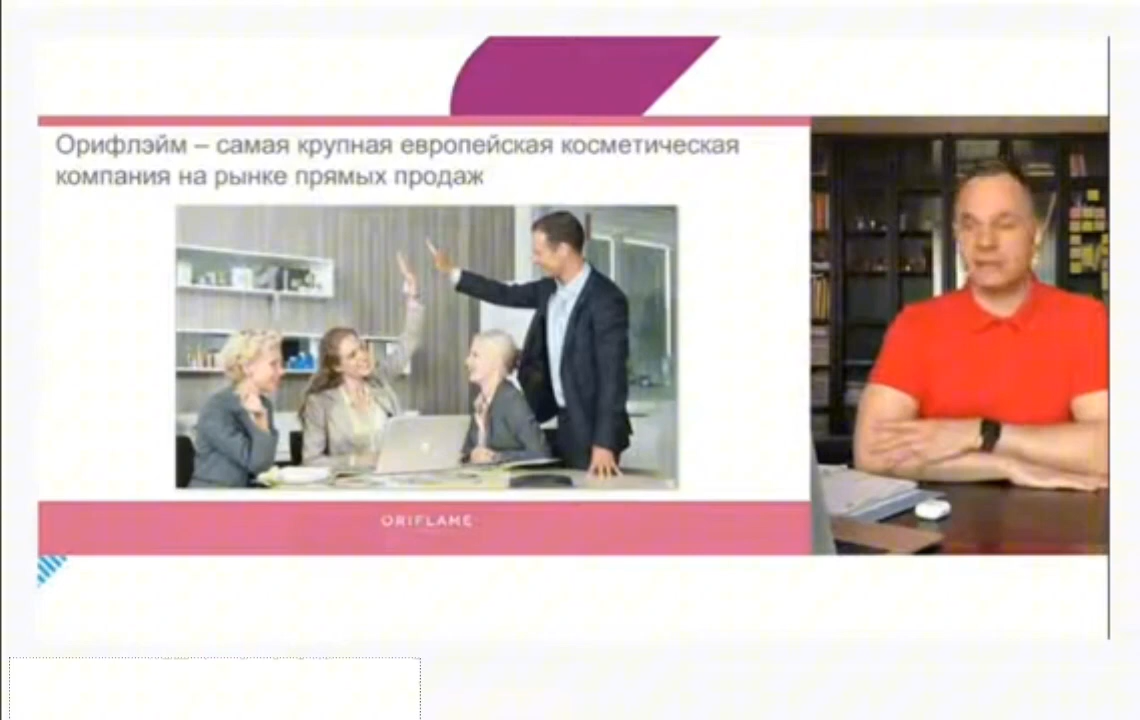 Орифлэйм – самая крупная европейская косметическая
компания на рынке прямых продаж
ORIFLAME